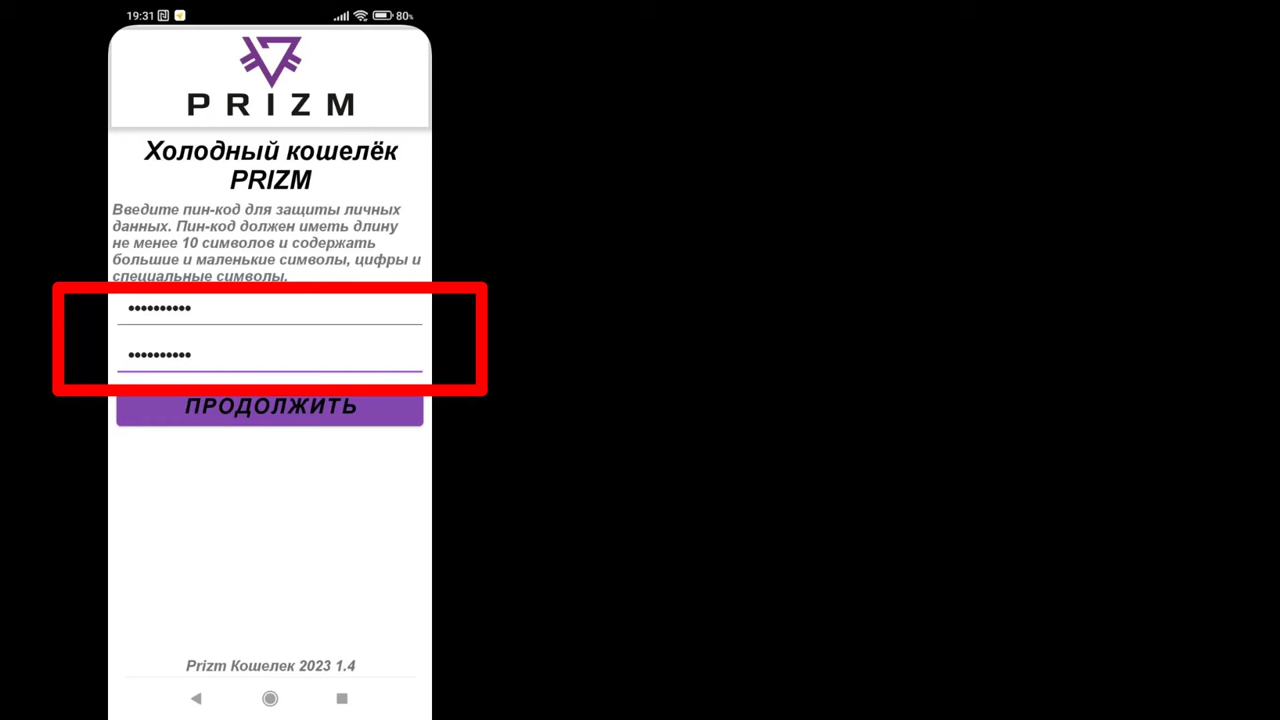 19:31 80%
PRIZM
Холодный кошелёк
PRIZM
Введите пин-код для защиты личных
данных. Пин-код должен иметь длину
не менее 10 символов и содержать
большие и маленькие символы, цифры и
специальные символы.
••••••••••
••••••••••
ПРОДОЛЖИТЬ
Prizm Кошелек 2023 1.4